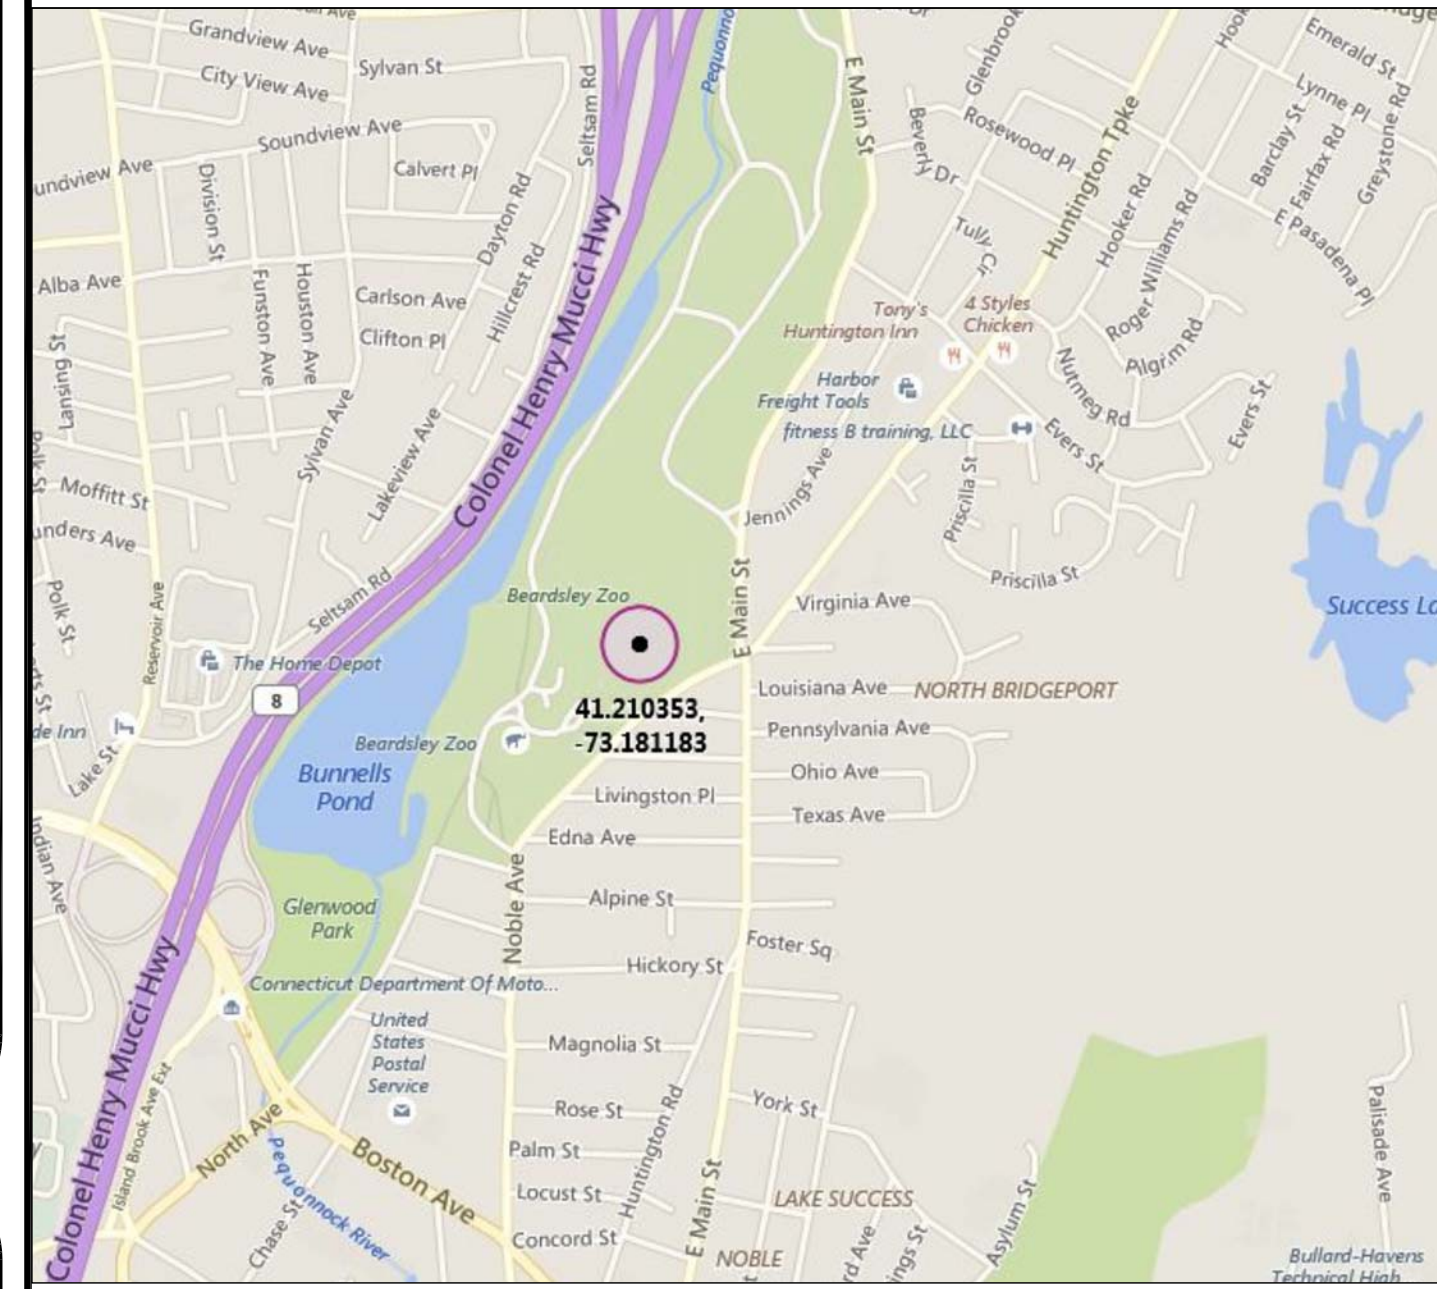 Grandview Ave
Sylvan St
City View Ave
Soundview Ave
Calvert Pl
Division St
Seltsam Rd
Dayton Rd
Hillcrest Rd
Alba Ave
Funston Ave
Houston Ave
Carlson Ave
Clifton Pl
Lansing St
Sylvan Ave
Lakeview Ave
Moffitt St
Polk St
Polk St
Reservoir Ave
Seltsam Rd
The Home Depot
8
Lake St
Colonel Henry Mucci Hwy
Colonel Henry Mucci Hwy
E Main St
Glenbrook
Beverly Dr
Rosewood Pl
Huntington Tpke
Hooker Rd
Roger Williams Rd
Emerald St
Lynne Pl
Barclay St
E Fairfax Rd
Greystone Rd
E Pasadena Pl
Tully Cir
Tony's
Huntington Inn
4 Styles
Chicken
Harbor
Freight Tools
fitness B training, LLC
Pilgrim Rd
Nutmeg Rd
Evers St
Evers St
Jennings Ave
Priscilla St
Priscilla St
E Main St
Virginia Ave
Beardsley Zoo
41.210353,
-73.181183
Louisiana Ave
NORTH BRIDGEPORT
Pennsylvania Ave
Ohio Ave
Texas Ave
Beardsley Zoo
Bunnells
Pond
Livingston Pl
Edna Ave
Noble Ave
Alpine St
Foster Sq
Hickory St
Glenwood
Park
Indian Ave
Connecticut Department Of Moto...
United
States
Postal
Service
Magnolia St
Rose St
York St
Palm St
Locust St
Concord St
Huntington Rd
E Main St
LAKE SUCCESS
NOBLE
Asylum St
Palisade Ave
Bullard-Havens
Technical High
Island Brook Ave Ext
North Ave
Boston Ave
Pequonnock River
Chase St